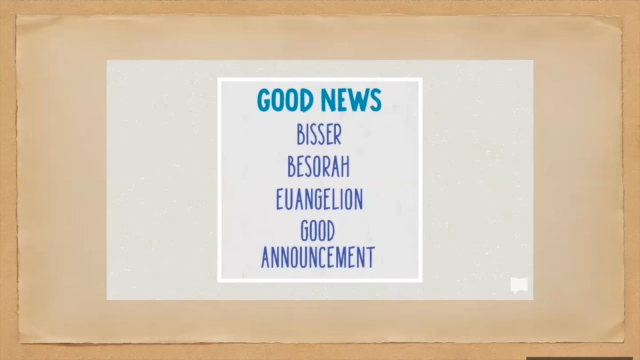 GOOD NEWS
BISSER
BESORAH
EUANGELION
GOOD
ANNOUNCEMENT